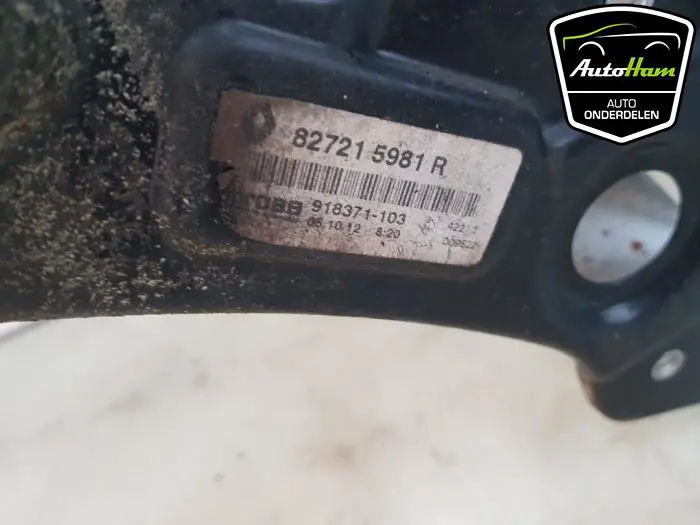 AutoHam
AUTO
ONDERDELEN
82721 5981 R
918371-103
05.10.12 8:20